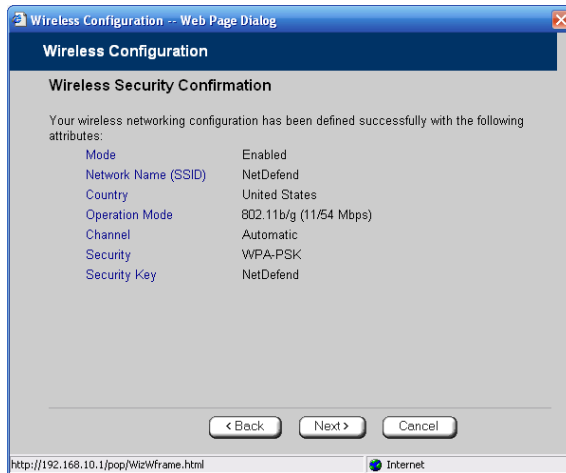 Wireless Configuration -- Web Page Dialog
Wireless Configuration
Wireless Security Confirmation
Your wireless networking configuration has been defined successfully with the following
attributes:
Mode Enabled
Network Name (SSID) NetDefend
Country United States
Operation Mode 802.11b/g (11/54 Mbps)
Channel Automatic
Security WPA-PSK
Security Key NetDefend
< Back Next > Cancel
http://192.168.10.1/pop/WizWframe.html Internet